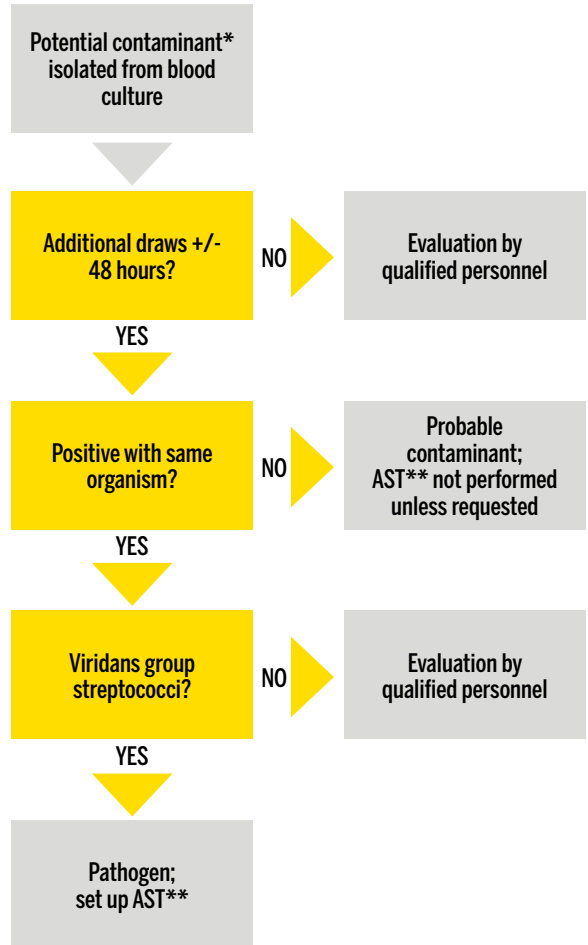 Potential contaminant*
isolated from blood
culture
Additional draws +/-
48 hours?
NO
Evaluation by
qualified personnel
YES
Positive with same
organism?
NO
Probable
contaminant;
AST** not performed
unless requested
YES
Viridans group
streptococci?
NO
Evaluation by
qualified personnel
YES
Pathogen;
set up AST**